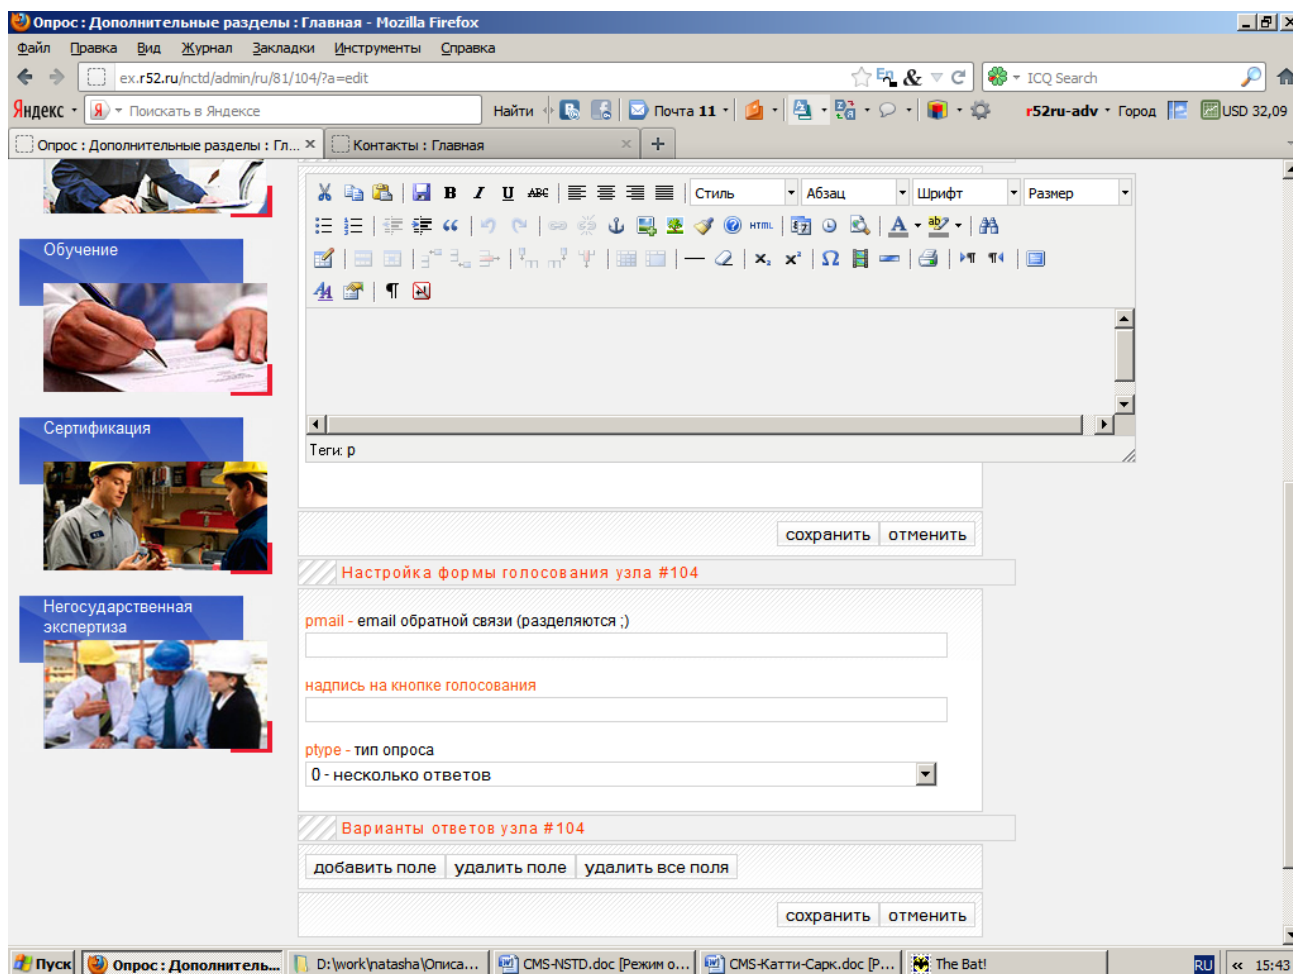 Опрос : Дополнительные разделы : Главная - Mozilla Firefox
Файл Правка Вид Журнал Закладки Инструменты Справка
ex.r52.ru/nctd/admin/ru/81/104/?a=edit ICQ Search
Яндекс Я Поискать в Яндексе Найти Почта 11 r52ru-adv Город USD 32,09
Опрос : Дополнительные разделы : Гл... × Контакты : Главная × +
B I U ABC Стиль Абзац Шрифт Размер
HTML A ab
x₂ x² Ω ¶ ¶
A ¶
Теги: p
Обучение
Сертификация
Негосударственная
экспертиза
сохранить отменить
Настройка формы голосования узла #104
pmail - email обратной связи (разделяются ;)
надпись на кнопке голосования
ptype - тип опроса
0 - несколько ответов
Варианты ответов узла #104
добавить поле удалить поле удалить все поля
сохранить отменить
Пуск Опрос : Дополнитель... D:\work\natasha\Описа... CMS-NSTD.doc [Режим о... CMS-Катти-Сарк.doc [Р... The Bat! RU « 15:43